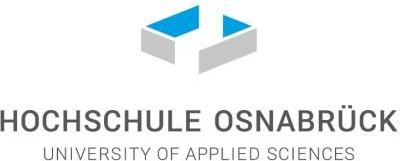 HOCHSCHULE OSNABRÜCK
UNIVERSITY OF APPLIED SCIENCES